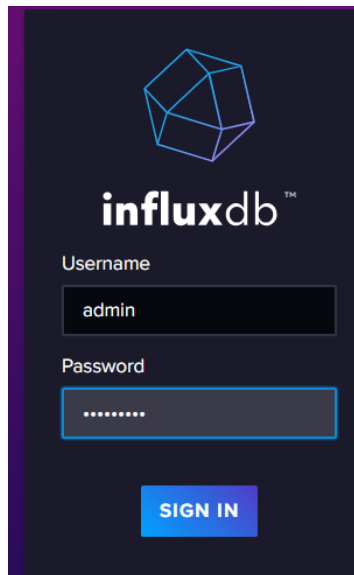 influxdb™
Username
admin
Password
•••••••••
SIGN IN